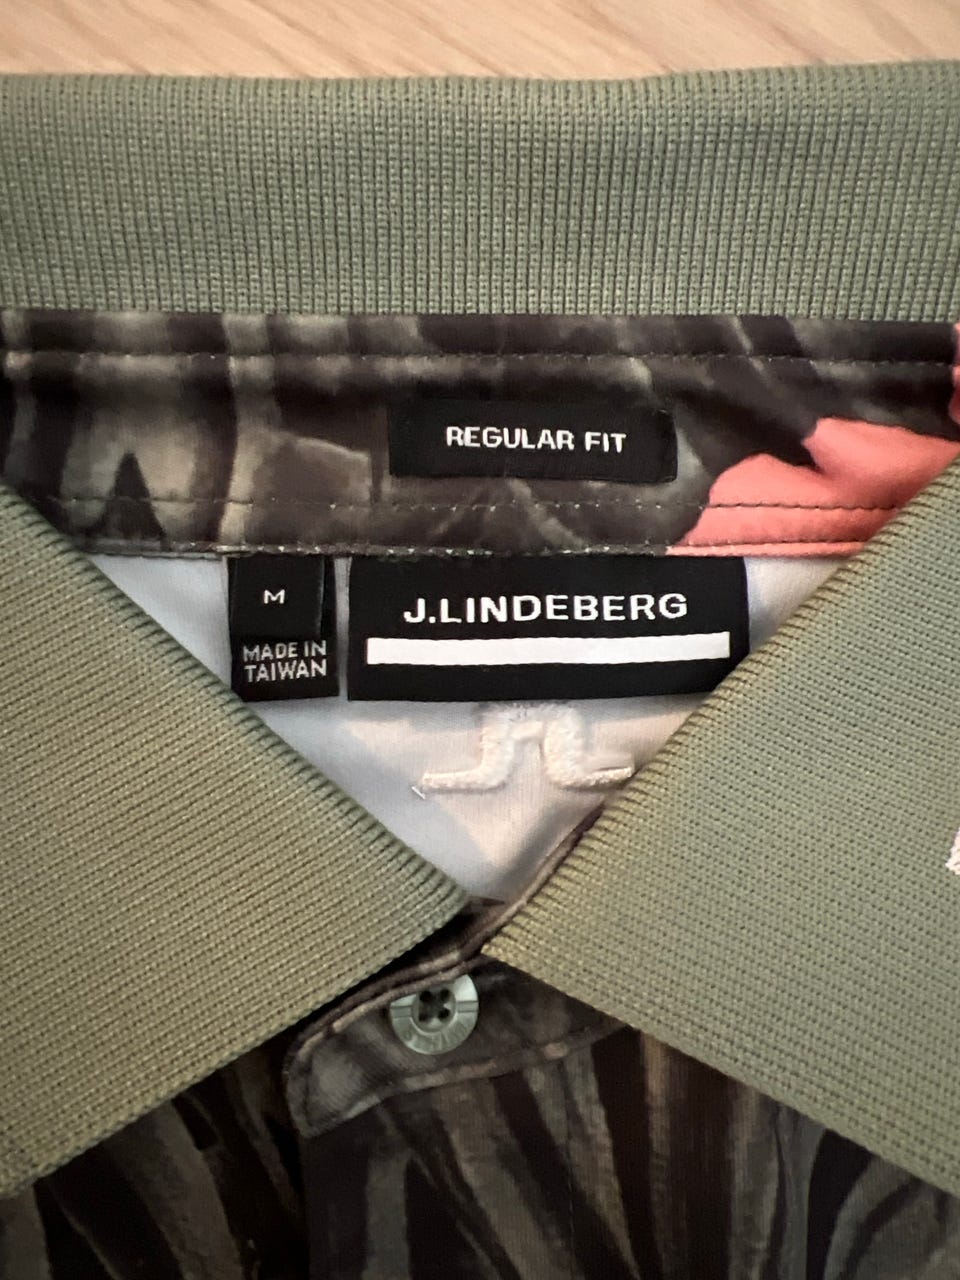 REGULAR FIT
M
MADE IN
TAIWAN
J.LINDEBERG